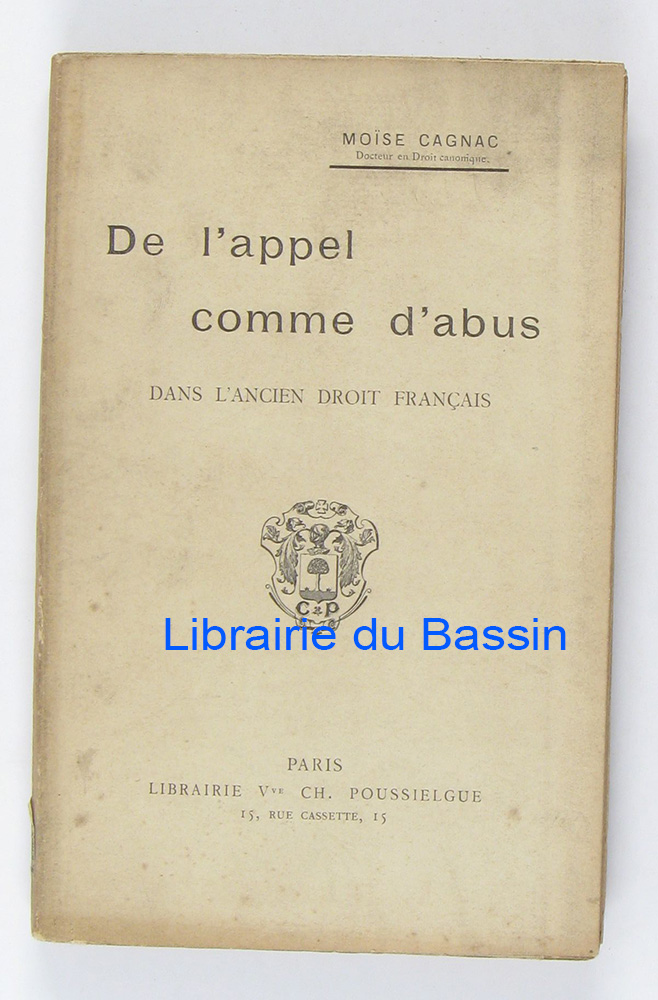 MOÏSE CAGNAC
Docteur en Droit canonique.
De l'appel
comme d'abus
DANS L'ANCIEN DROIT FRANÇAIS
C P
Librairie du Bassin
PARIS
LIBRAIRIE Vᵛᴱ CH. POUSSIELGUE
15, RUE CASSETTE, 15